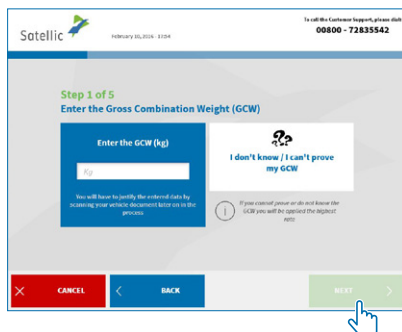 Satellic
February 10, 2016 - 17:54
To call the Customer Support, please dial:
00800 - 72835542
Step 1 of 5
Enter the Gross Combination Weight (GCW)
Enter the GCW (kg)
Kg
You will have to justify the entered data by
scanning your vehicle document later on in the
process
???
I don't know / I can't prove
my GCW
i
If you cannot prove or do not know the
GCW you will be applied the highest
rate
CANCEL
BACK
NEXT